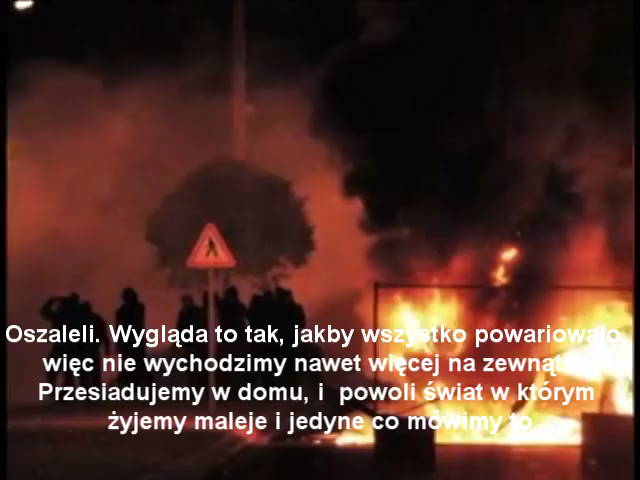 Oszaleli. Wygląda to tak, jakby wszystko powariowało
więc nie wychodzimy nawet więcej na zewnątrz.
Przesiadujemy w domu, i powoli świat w którym
żyjemy maleje i jedyne co mówimy to